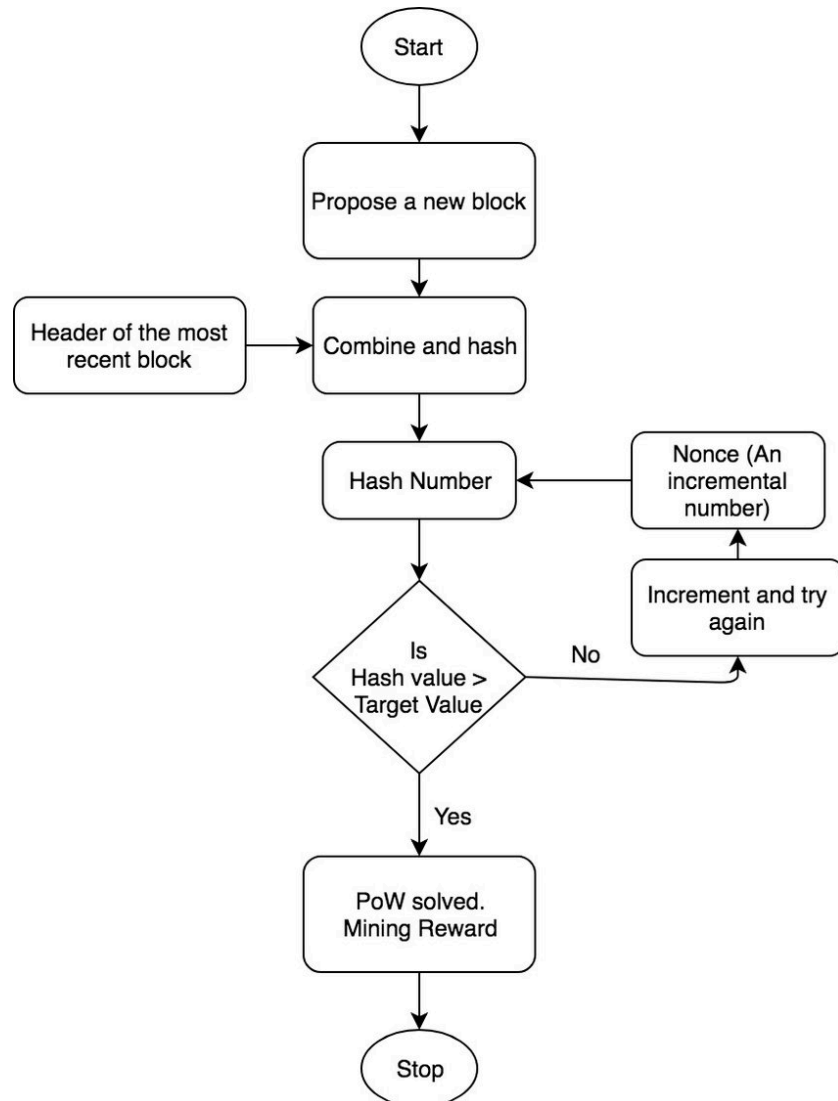 Start
Propose a new block
Header of the most
recent block
Combine and hash
Hash Number
Nonce (An
incremental
number)
Increment and try
again
Is
Hash value >
Target Value
No
Yes
PoW solved.
Mining Reward
Stop